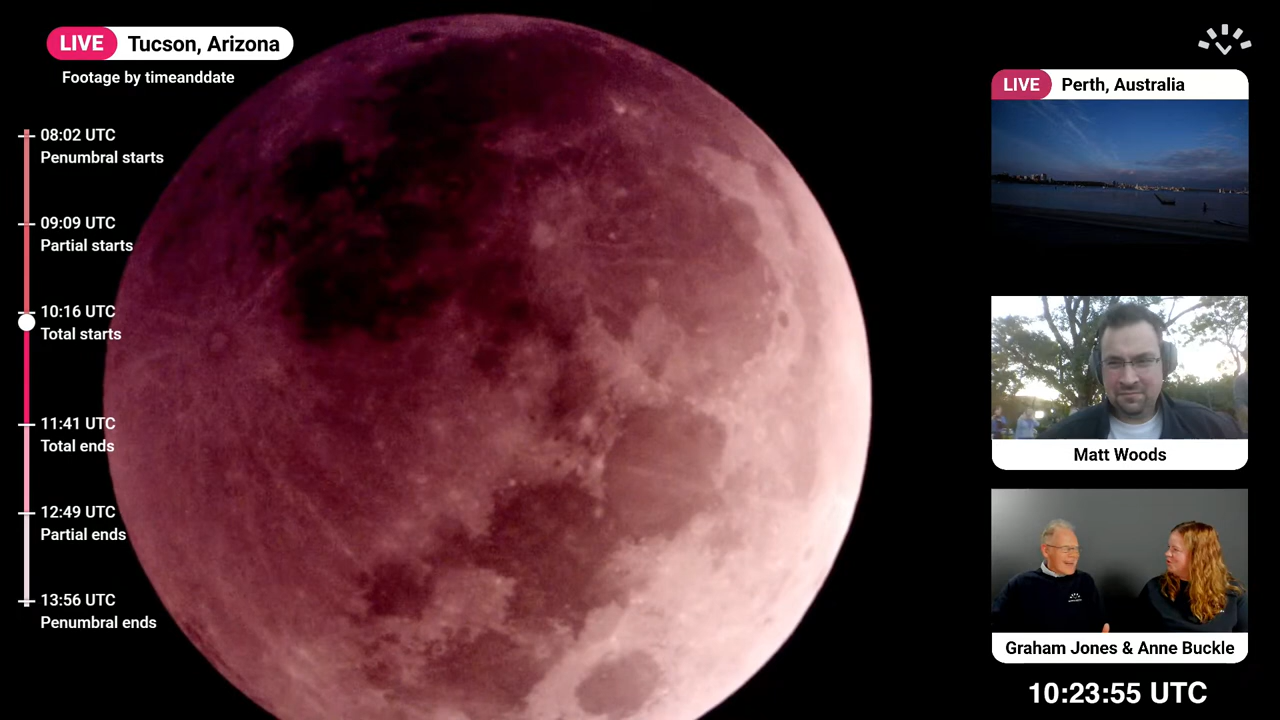 LIVE Tucson, Arizona
Footage by timeanddate
08:02 UTC
Penumbral starts
09:09 UTC
Partial starts
10:16 UTC
Total starts
11:41 UTC
Total ends
12:49 UTC
Partial ends
13:56 UTC
Penumbral ends
LIVE Perth, Australia
Matt Woods
Graham Jones & Anne Buckle
10:23:55 UTC